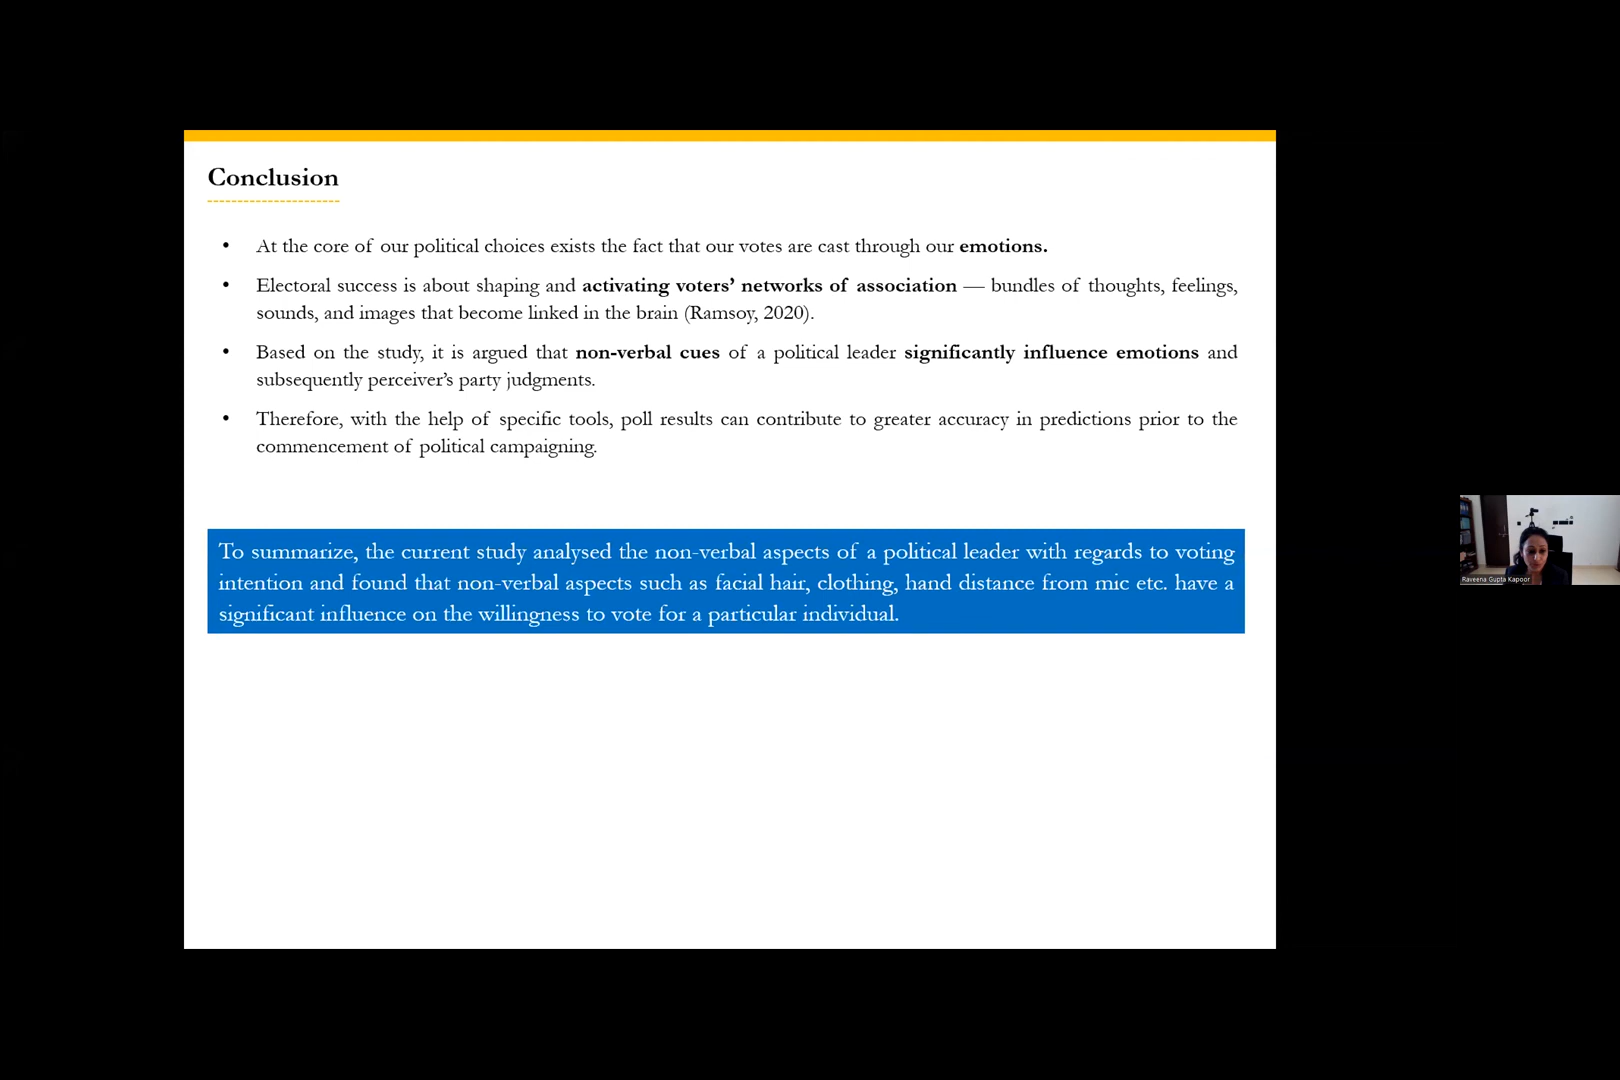 Conclusion
• At the core of our political choices exists the fact that our votes are cast through our emotions.
• Electoral success is about shaping and activating voters’ networks of association — bundles of thoughts, feelings,
sounds, and images that become linked in the brain (Ramsoy, 2020).
• Based on the study, it is argued that non-verbal cues of a political leader significantly influence emotions and
subsequently perceiver’s party judgments.
• Therefore, with the help of specific tools, poll results can contribute to greater accuracy in predictions prior to the
commencement of political campaigning.
To summarize, the current study analysed the non-verbal aspects of a political leader with regards to voting
intention and found that non-verbal aspects such as facial hair, clothing, hand distance from mic etc. have a
significant influence on the willingness to vote for a particular individual.
Raveena Gupta Kapoor